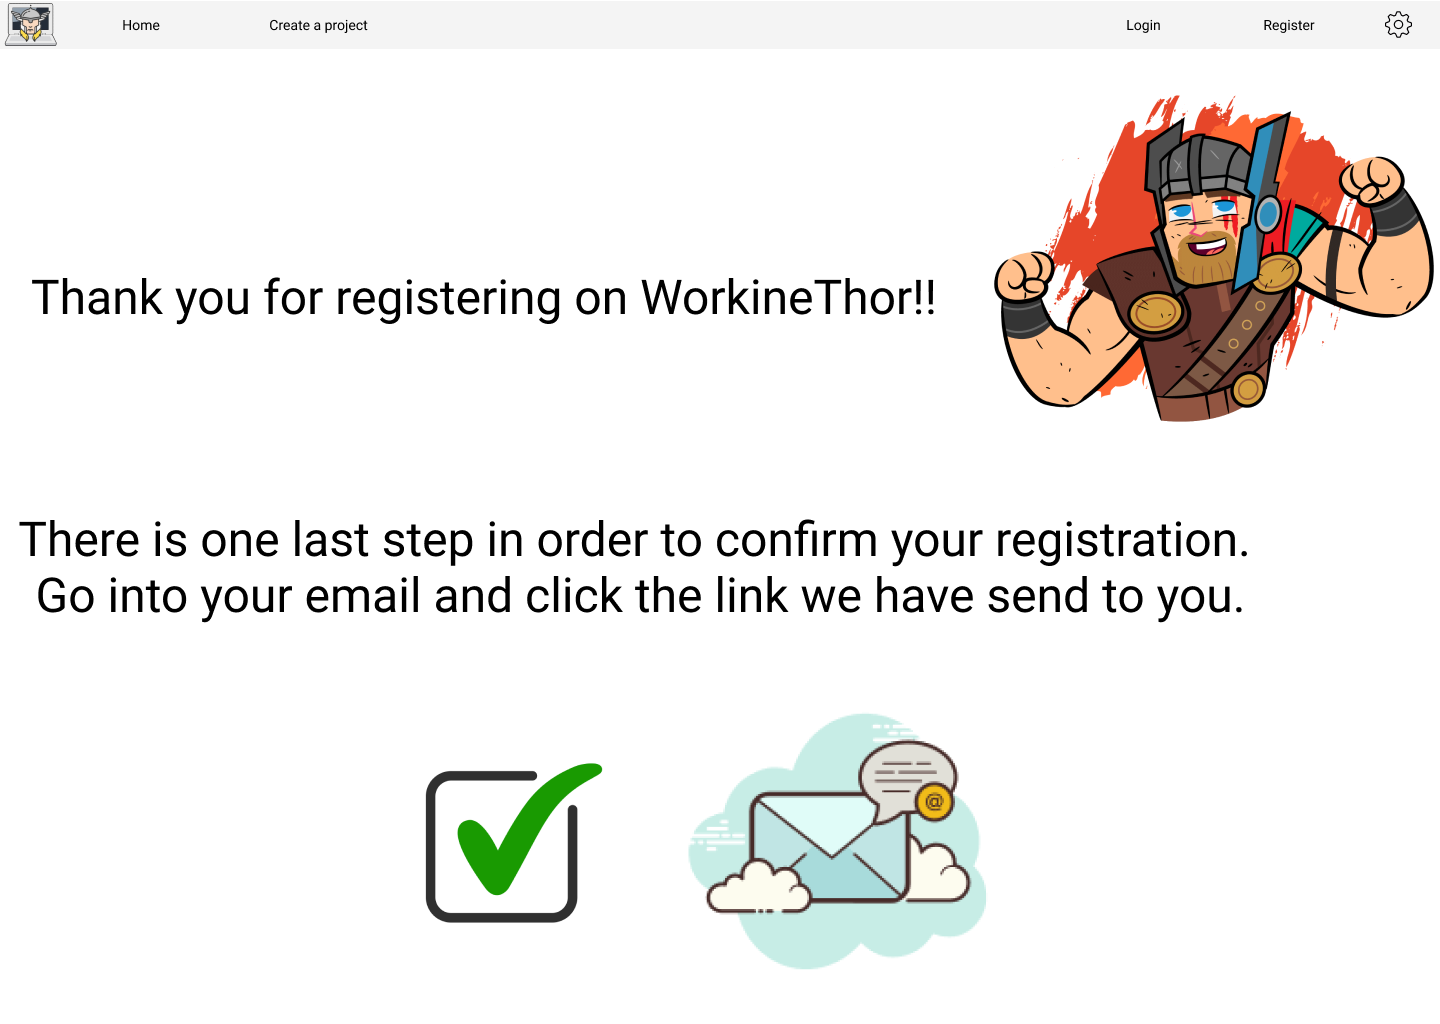 Home
Create a project
Login
Register
Thank you for registering on WorkineThor!!
There is one last step in order to confirm your registration.
Go into your email and click the link we have send to you.
@